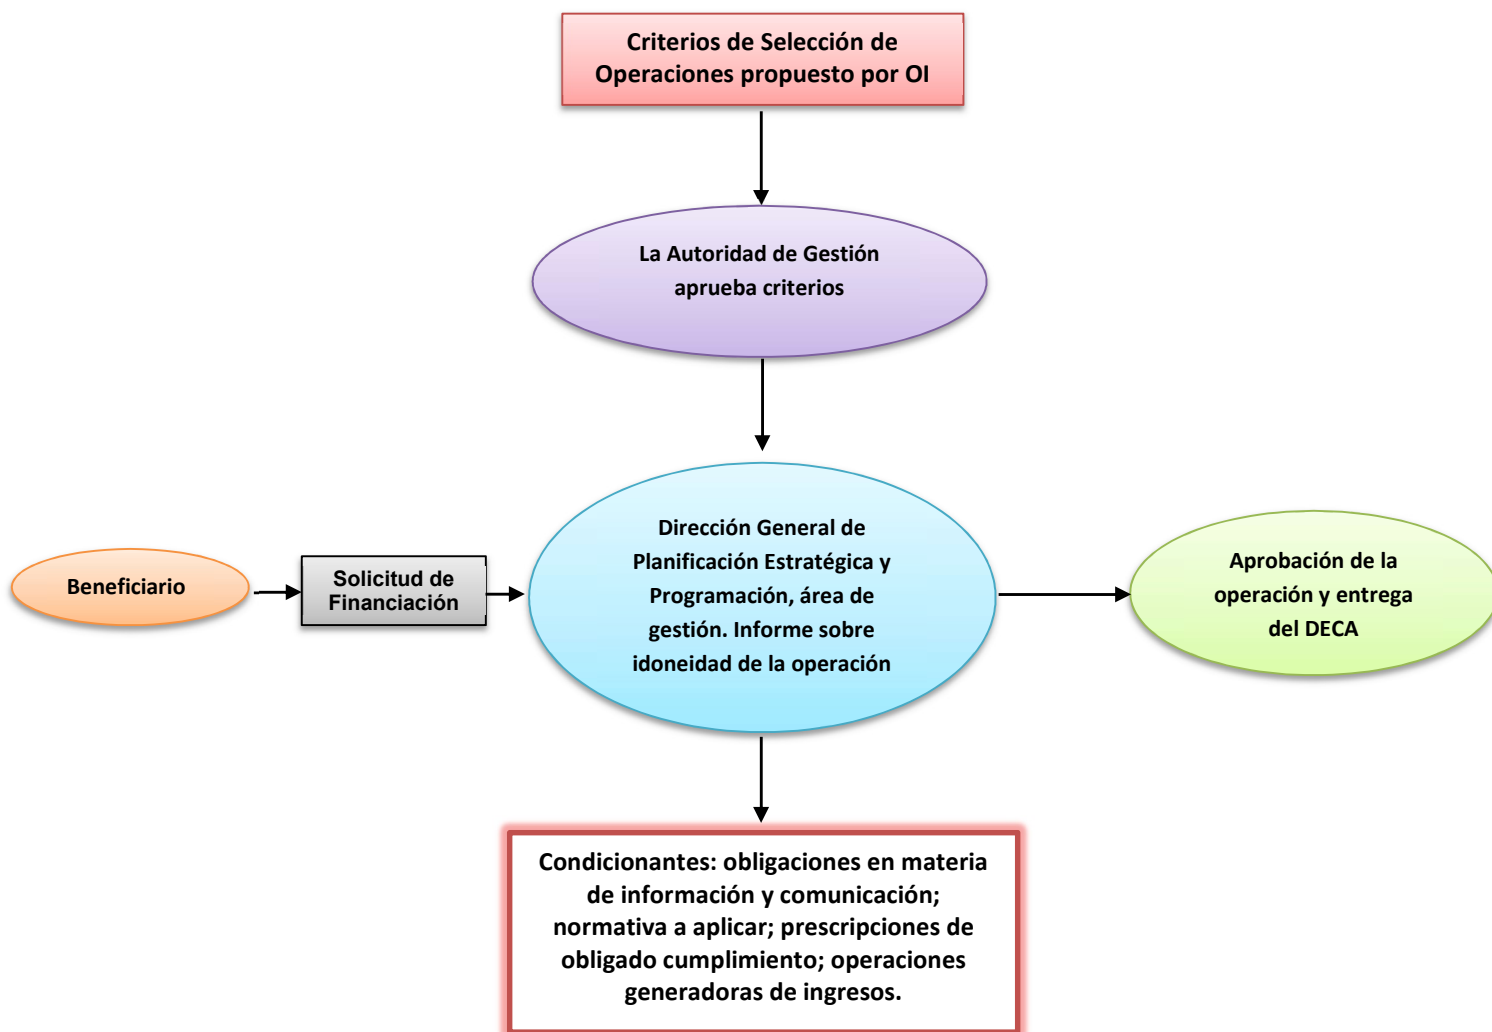 Criterios de Selección de
Operaciones propuesto por OI
La Autoridad de Gestión
aprueba criterios
Beneficiario
Solicitud de
Financiación
Dirección General de
Planificación Estratégica y
Programación, área de
gestión. Informe sobre
idoneidad de la operación
Aprobación de la
operación y entrega
del DECA
Condicionantes: obligaciones en materia
de información y comunicación;
normativa a aplicar; prescripciones de
obligado cumplimiento; operaciones
generadoras de ingresos.